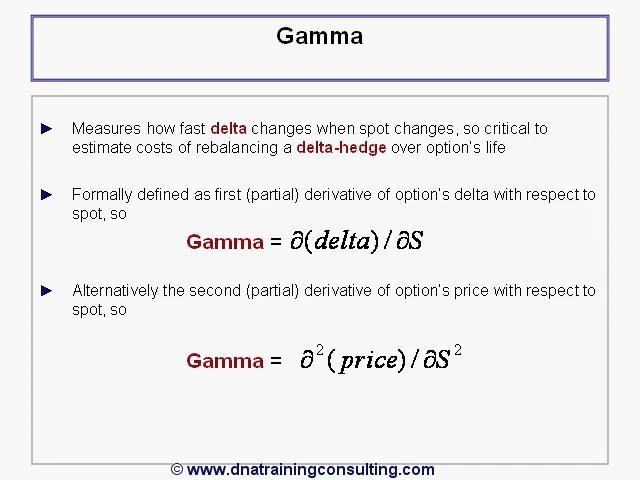 Gamma
► Measures how fast delta changes when spot changes, so critical to
estimate costs of rebalancing a delta-hedge over option's life
► Formally defined as first (partial) derivative of option's delta with respect to
spot, so
Gamma = ∂(delta)/∂S
► Alternatively the second (partial) derivative of option's price with respect to
spot, so
Gamma = ∂²(price)/∂S²
© www.dnatrainingconsulting.com